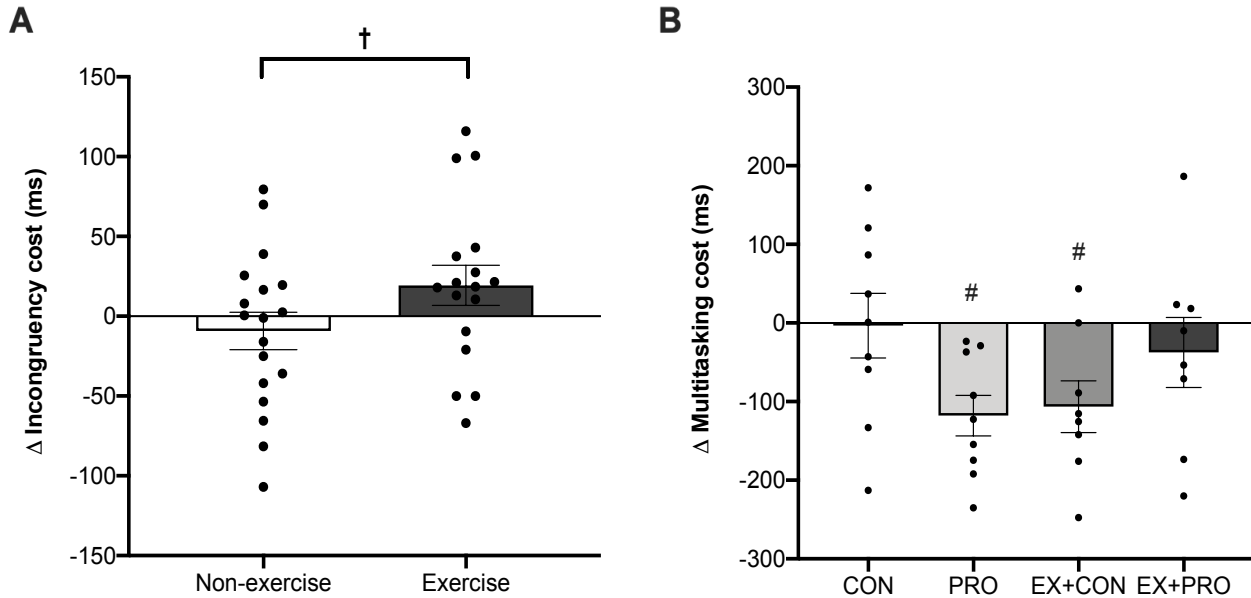 A
†
150
100
50
0
-50
-100
-150
Δ Incongruency cost (ms)
Non-exercise Exercise
B
300
200
100
0
-100
-200
-300
Δ Multitasking cost (ms)
#
#
CON PRO EX+CON EX+PRO